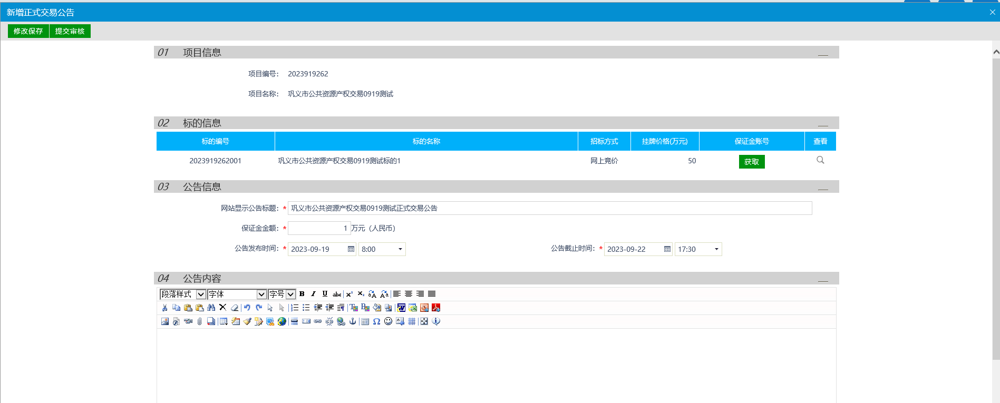 新增正式交易公告
修改保存 提交审核
01 项目信息
项目编号： 2023919262
项目名称： 巩义市公共资源产权交易0919测试
02 标的信息
标的编号 标的名称 招标方式 挂牌价格(万元) 保证金账号 查看
2023919262001 巩义市公共资源产权交易0919测试标的1 网上竞价 50 获取
03 公告信息
网站显示公告标题： * 巩义市公共资源产权交易0919测试正式交易公告
保证金金额： * 1 万元（人民币）
公告发布时间： * 2023-09-19 8:00 公告截止时间： * 2023-09-22 17:30
04 公告内容
段落样式 字体 字号 B I U abc